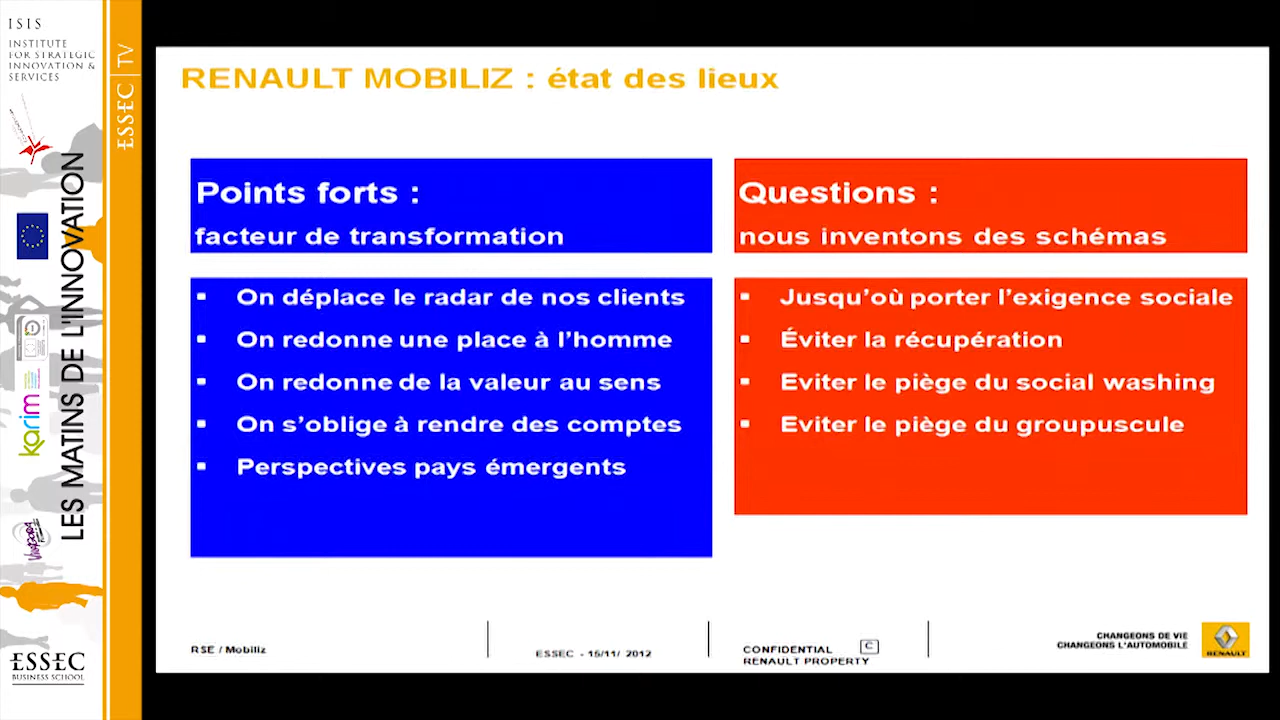 ISIS
INSTITUTE
FOR STRATEGIC
INNOVATION &
SERVICES
ESSEC | TV
LES MATINS DE L'INNOVATION
karim
ESSEC
BUSINESS SCHOOL
RENAULT MOBILIZ : état des lieux
Points forts :
facteur de transformation
On déplace le radar de nos clients
On redonne une place à l'homme
On redonne de la valeur au sens
On s'oblige à rendre des comptes
Perspectives pays émergents
Questions :
nous inventons des schémas
Jusqu'où porter l'exigence sociale
Éviter la récupération
Eviter le piège du social washing
Eviter le piège du groupuscule
RSE / Mobiliz
ESSEC - 15/11/ 2012
CONFIDENTIAL C
RENAULT PROPERTY
CHANGEONS DE VIE
CHANGEONS L'AUTOMOBILE
RENAULT